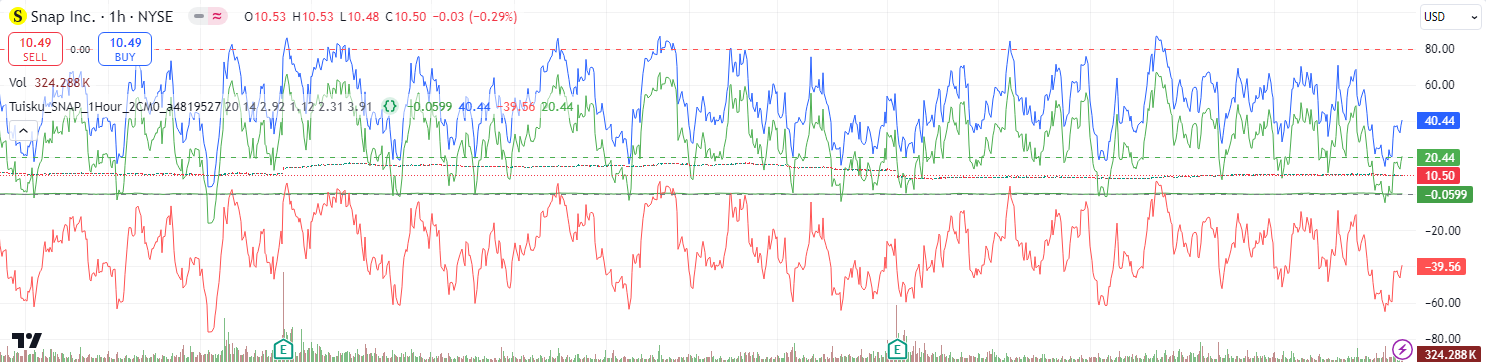 S Snap Inc. · 1h · NYSE O10.53 H10.53 L10.48 C10.50 −0.03 (−0.29%)
USD
10.49 0.00 10.49
SELL BUY
Vol 324.288 K
Tuisku_SNAP_1Hour_2CM0_a4819527 20 14 2.92 1.12 2.31 3.91 {} −0.0599 40.44 −39.56 20.44
80.00
60.00
40.44
20.44
10.50
−0.0599
−20.00
−39.56
−60.00
−80.00
E E
324.288 K